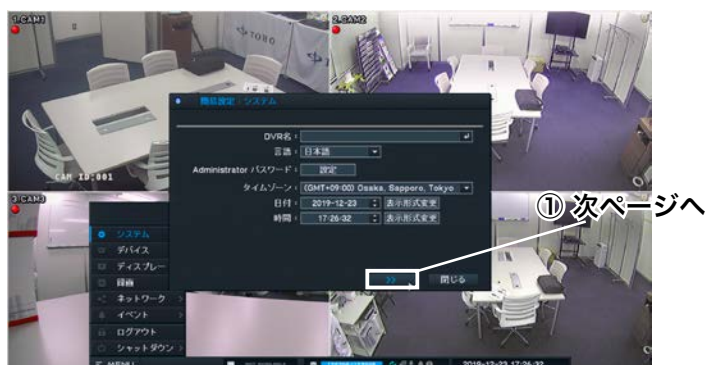 1.CAM1
2.CAM2
TOHO
簡易設定:システム
DVR名:
言語: 日本語
Administrator パスワード: 設定
CAM ID:001
タイムゾーン: (GMT+09:00) Osaka, Sapporo, Tokyo
日付: 2019-12-23 表示形式変更
3.CAM3
時間: 17:26:32 表示形式変更
① 次ページへ
システム
デバイス
ディスプレー
>> 閉じる
録画
ネットワーク >
イベント >
ログアウト
シャットダウン >
MENU
2019-12-23 17:26:32